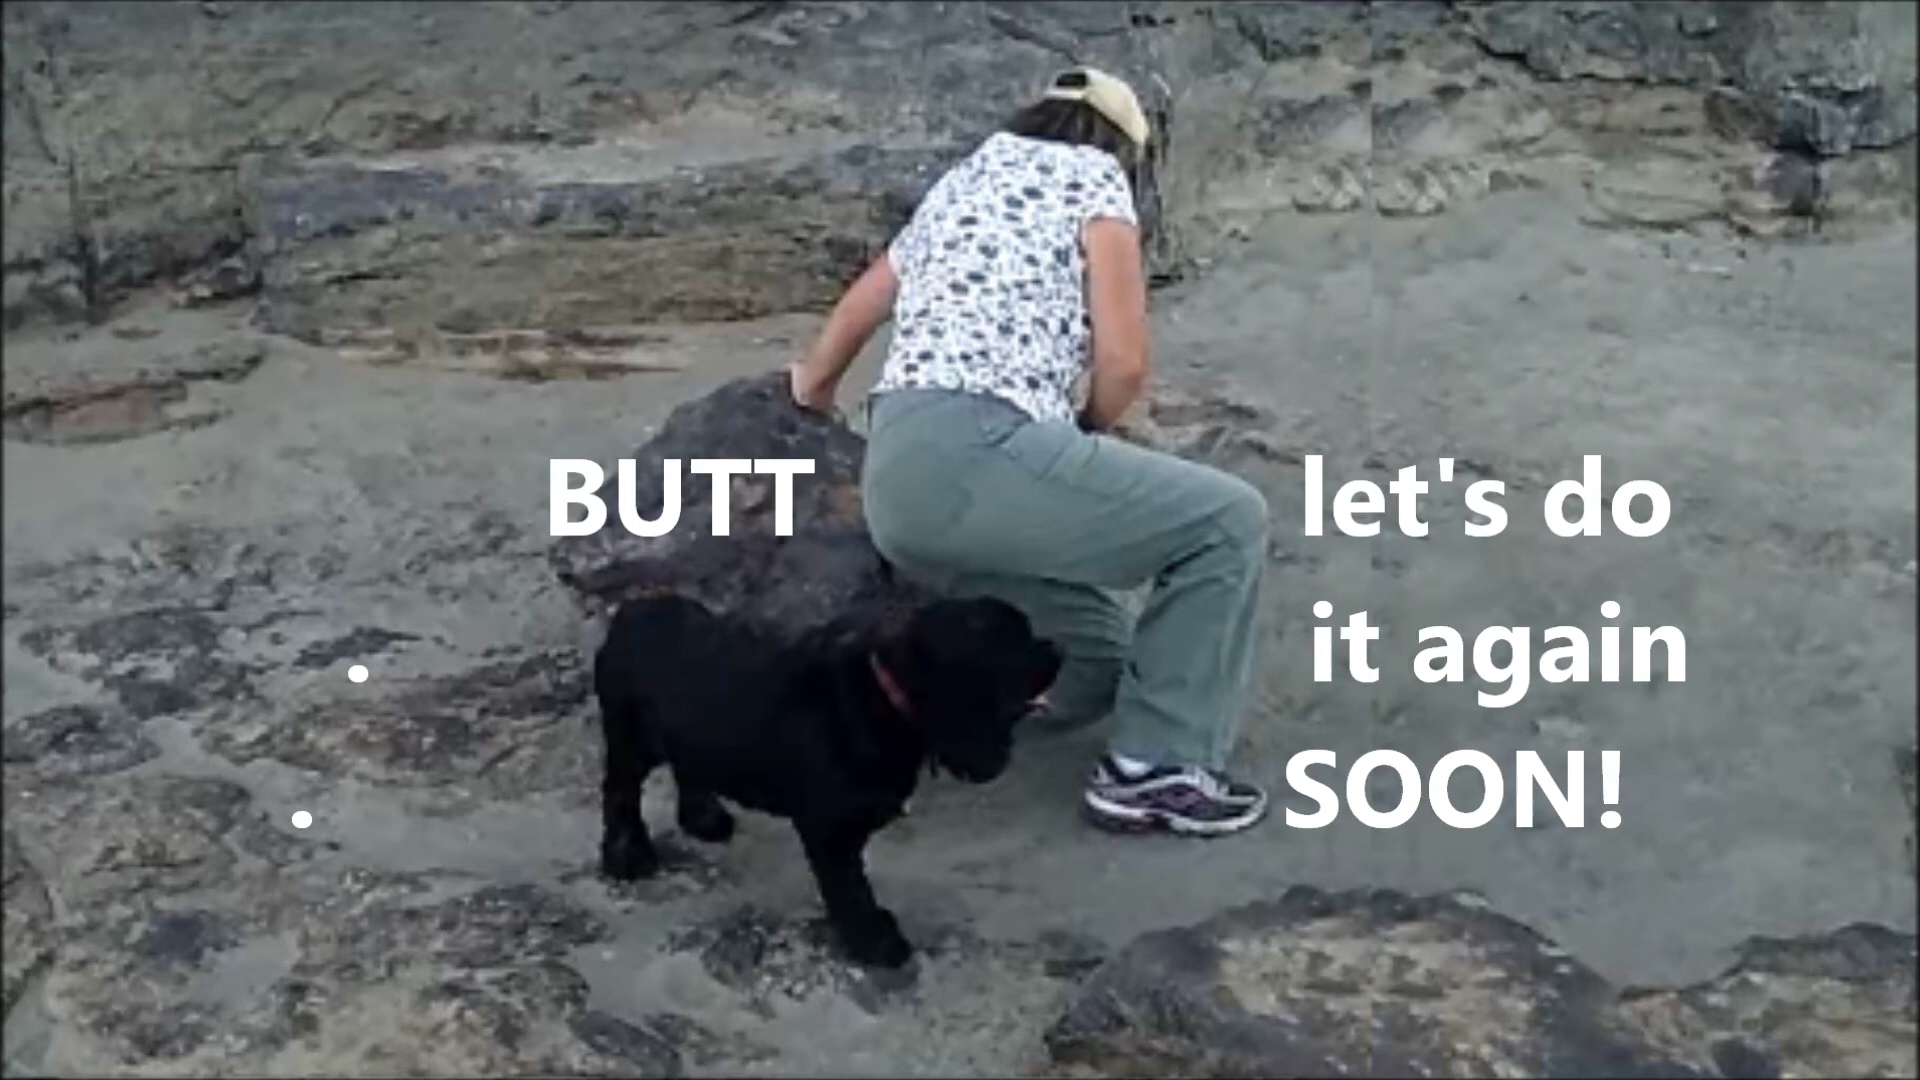 BUTT let's do
. it again
. SOON!